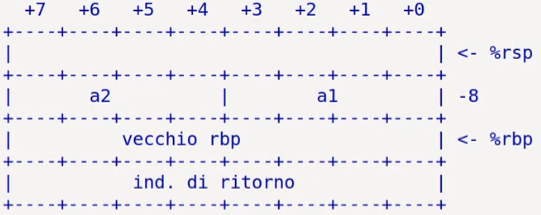 +7 +6 +5 +4 +3 +2 +1 +0
+----+----+----+----+----+----+----+----+
| | <- %rsp
+----+----+----+----+----+----+----+----+
| a2 | a1 | -8
+----+----+----+----+----+----+----+----+
| vecchio rbp | <- %rbp
+----+----+----+----+----+----+----+----+
| ind. di ritorno |
+----+----+----+----+----+----+----+----+